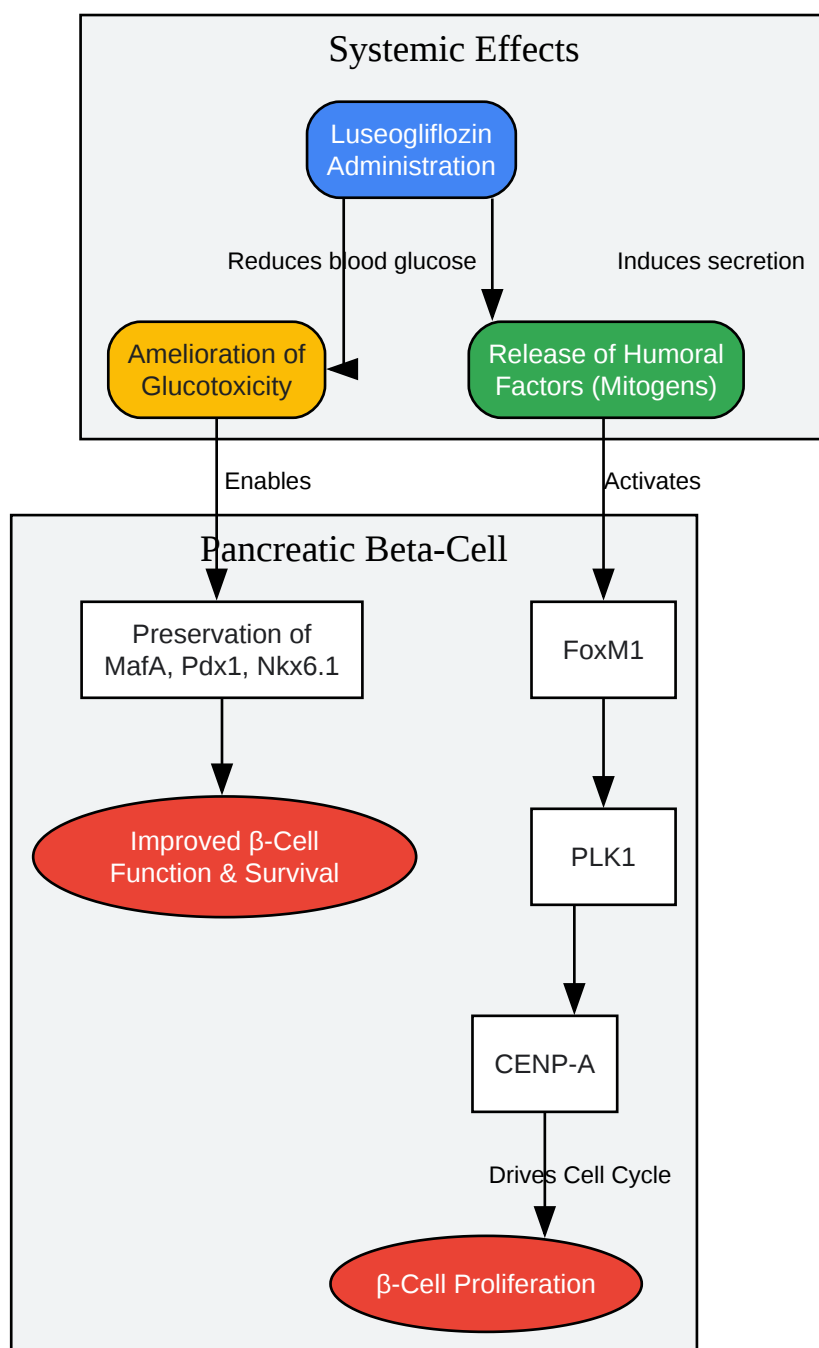 Systemic Effects
Luseogliflozin
Administration
Reduces blood glucose
Induces secretion
Amelioration of
Glucotoxicity
Release of Humoral
Factors (Mitogens)
Enables
Activates
Pancreatic Beta-Cell
Preservation of
MafA, Pdx1, Nkx6.1
FoxM1
Improved β-Cell
Function & Survival
PLK1
CENP-A
Drives Cell Cycle
β-Cell Proliferation